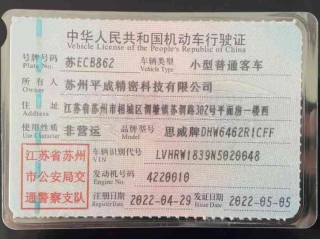 中华人民共和国机动车行驶证
Vehicle License of the People's Republic of China
号牌号码 苏ECB862 车辆类型 小型普通客车
Plate No. Vehicle Type
所有人 苏州平威精密科技有限公司
Owner
住址 江苏省苏州市相城区澄塘镇苏蠡路302号平面房一楼西
Address
使用性质 非营运 品牌型号 思威牌DHW6462R1CFF
Use Character Model
江苏省苏州 车辆识别代号 LVHRW1839N5020648
VIN
市公安局交 发动机号码 4220010
Engine No.
通警察支队 注册日期 2022-04-29 发证日期 2022-05-05
Register Date Issue Date